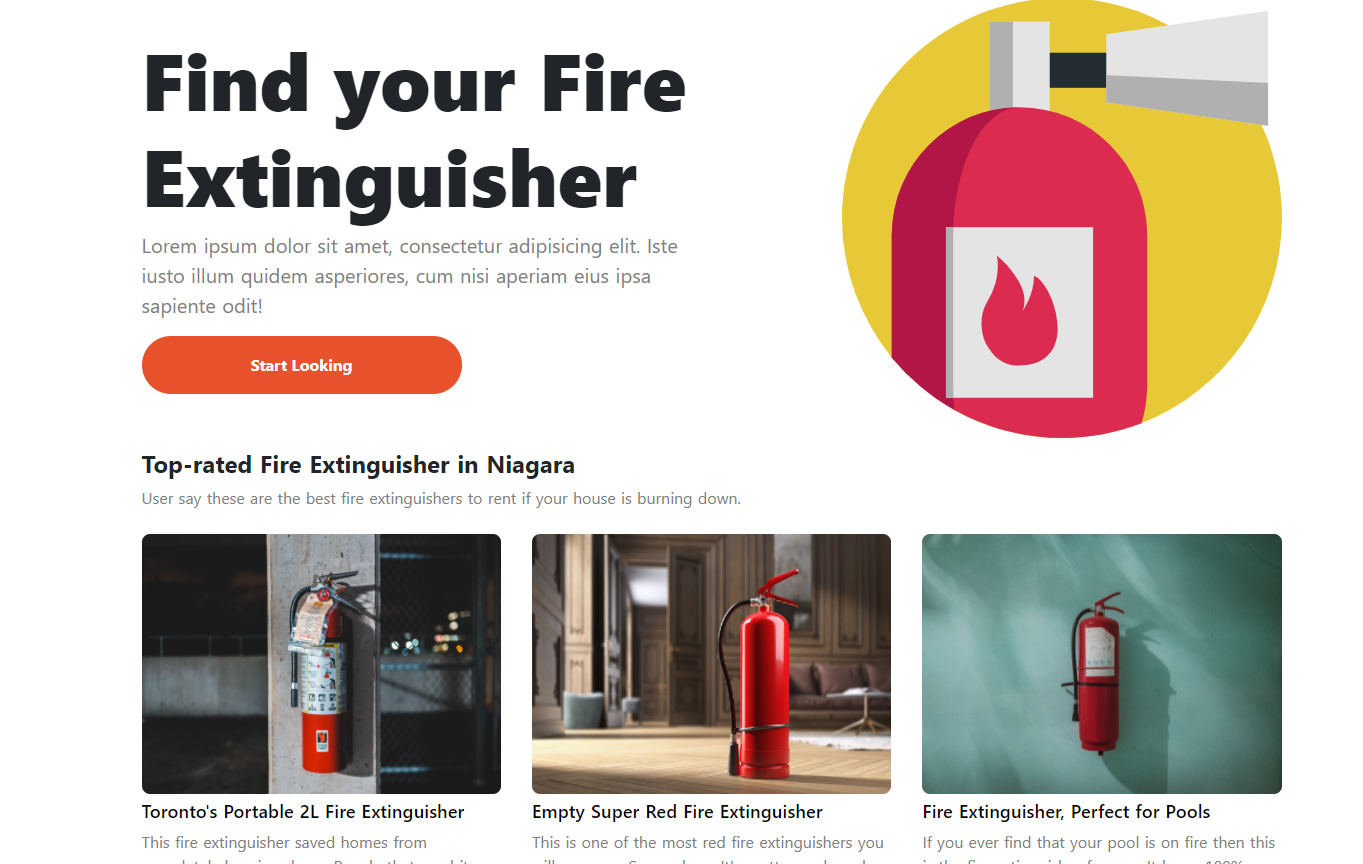 Find your Fire
Extinguisher
Lorem ipsum dolor sit amet, consectetur adipisicing elit. Iste
iusto illum quidem asperiores, cum nisi aperiam eius ipsa
sapiente odit!
Start Looking
Top-rated Fire Extinguisher in Niagara
User say these are the best fire extinguishers to rent if your house is burning down.
Toronto's Portable 2L Fire Extinguisher
Empty Super Red Fire Extinguisher
Fire Extinguisher, Perfect for Pools
This fire extinguisher saved homes from
This is one of the most red fire extinguishers you
If you ever find that your pool is on fire then this